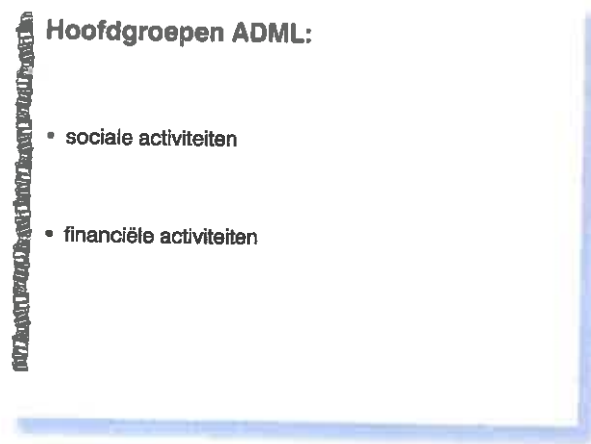 Hoofdgroepen ADML:
• sociale activiteiten
• financiële activiteiten